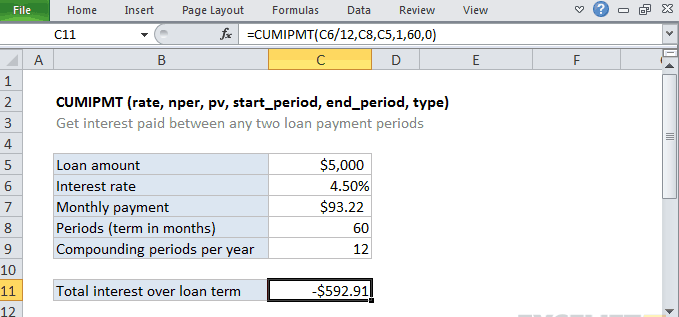 File Home Insert Page Layout Formulas Data Review View
C11 fx =CUMIPMT(C6/12,C8,C5,1,60,0)
A B C D E F
1
2 CUMIPMT (rate, nper, pv, start_period, end_period, type)
3 Get interest paid between any two loan payment periods
4
5 Loan amount $5,000
6 Interest rate 4.50%
7 Monthly payment $93.22
8 Periods (term in months) 60
9 Compounding periods per year 12
10
11 Total interest over loan term -$592.91
12